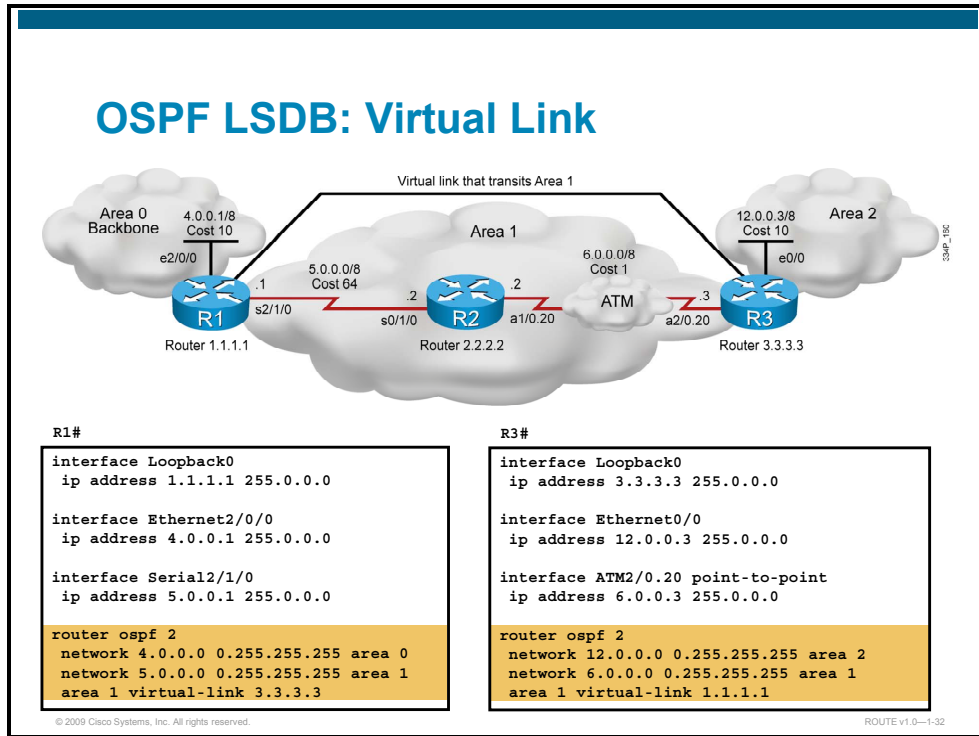 OSPF LSDB: Virtual Link
Virtual link that transits Area 1
Area 0
Backbone
4.0.0.1/8
Cost 10
e2/0/0
Area 1
12.0.0.3/8
Cost 10
Area 2
e0/0
5.0.0.0/8
Cost 64
6.0.0.0/8
Cost 1
.1
s2/1/0
.2
s0/1/0
.2
a1/0.20
ATM
.3
a2/0.20
R1
R2
R3
Router 1.1.1.1
Router 2.2.2.2
Router 3.3.3.3
334P_180
R1#
interface Loopback0
ip address 1.1.1.1 255.0.0.0
interface Ethernet2/0/0
ip address 4.0.0.1 255.0.0.0
interface Serial2/1/0
ip address 5.0.0.1 255.0.0.0
router ospf 2
network 4.0.0.0 0.255.255.255 area 0
network 5.0.0.0 0.255.255.255 area 1
area 1 virtual-link 3.3.3.3
R3#
interface Loopback0
ip address 3.3.3.3 255.0.0.0
interface Ethernet0/0
ip address 12.0.0.3 255.0.0.0
interface ATM2/0.20 point-to-point
ip address 6.0.0.3 255.0.0.0
router ospf 2
network 12.0.0.0 0.255.255.255 area 2
network 6.0.0.0 0.255.255.255 area 1
area 1 virtual-link 1.1.1.1
© 2009 Cisco Systems, Inc. All rights reserved.
ROUTE v1.0—1-32